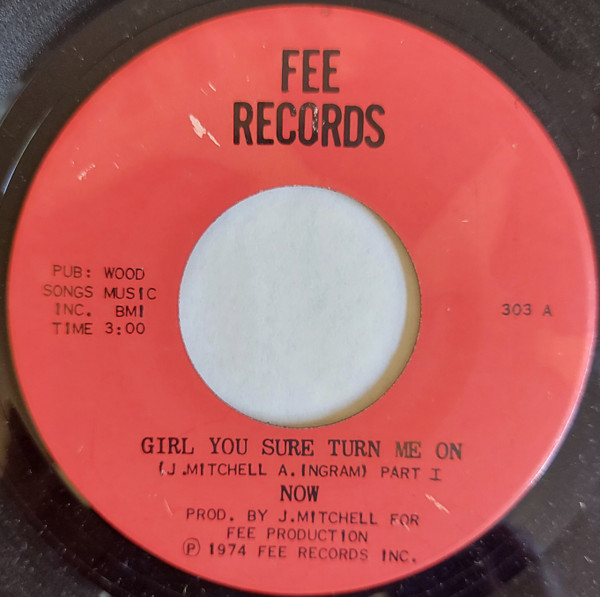 FEE
RECORDS
PUB: WOOD
SONGS MUSIC
INC. BMI
TIME 3:00
303 A
GIRL YOU SURE TURN ME ON
(J.MITCHELL A.INGRAM) PART I
NOW
PROD. BY J.MITCHELL FOR
FEE PRODUCTION
Ⓟ 1974 FEE RECORDS INC.